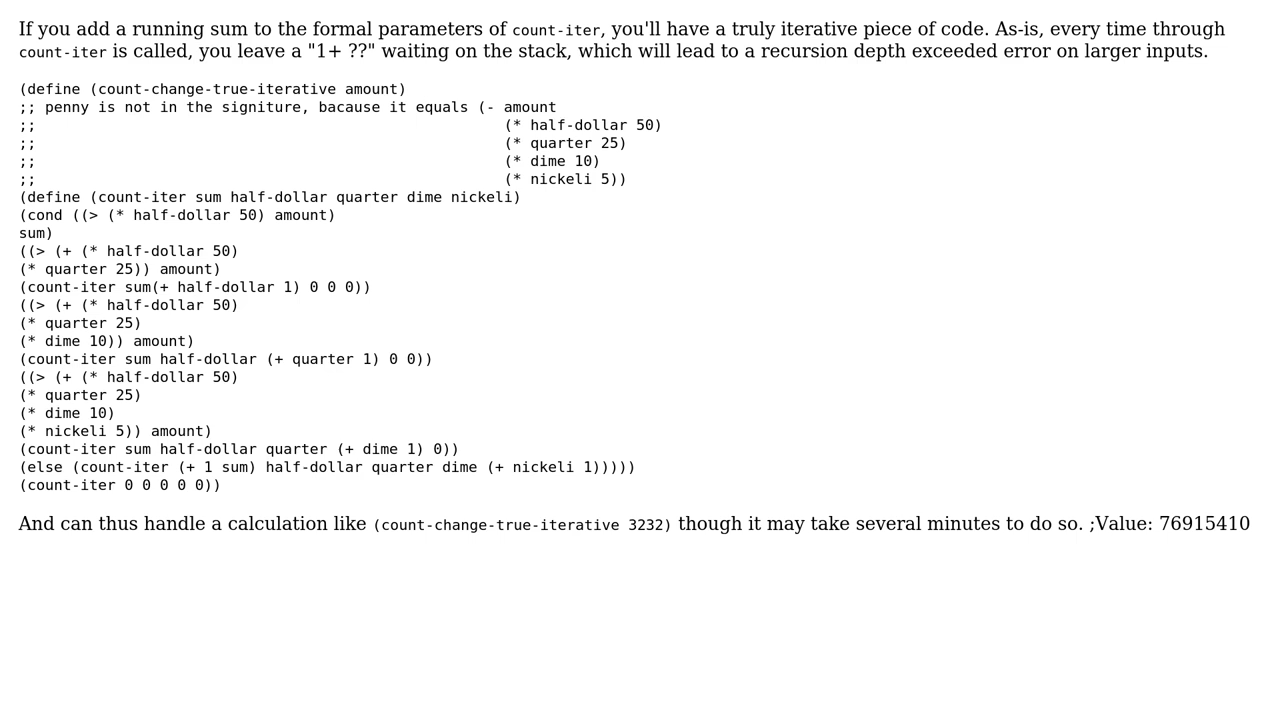 If you add a running sum to the formal parameters of count-iter, you'll have a truly iterative piece of code. As-is, every time through
count-iter is called, you leave a "1+ ??" waiting on the stack, which will lead to a recursion depth exceeded error on larger inputs.
(define (count-change-true-iterative amount)
;; penny is not in the signiture, bacause it equals (- amount
;;                                                     (* half-dollar 50)
;;                                                     (* quarter 25)
;;                                                     (* dime 10)
;;                                                     (* nickeli 5))
(define (count-iter sum half-dollar quarter dime nickeli)
(cond ((> (* half-dollar 50) amount)
sum)
((> (+ (* half-dollar 50)
(* quarter 25)) amount)
(count-iter sum(+ half-dollar 1) 0 0 0))
((> (+ (* half-dollar 50)
(* quarter 25)
(* dime 10)) amount)
(count-iter sum half-dollar (+ quarter 1) 0 0))
((> (+ (* half-dollar 50)
(* quarter 25)
(* dime 10)
(* nickeli 5)) amount)
(count-iter sum half-dollar quarter (+ dime 1) 0))
(else (count-iter (+ 1 sum) half-dollar quarter dime (+ nickeli 1)))))
(count-iter 0 0 0 0 0))
And can thus handle a calculation like (count-change-true-iterative 3232) though it may take several minutes to do so. ;Value: 76915410